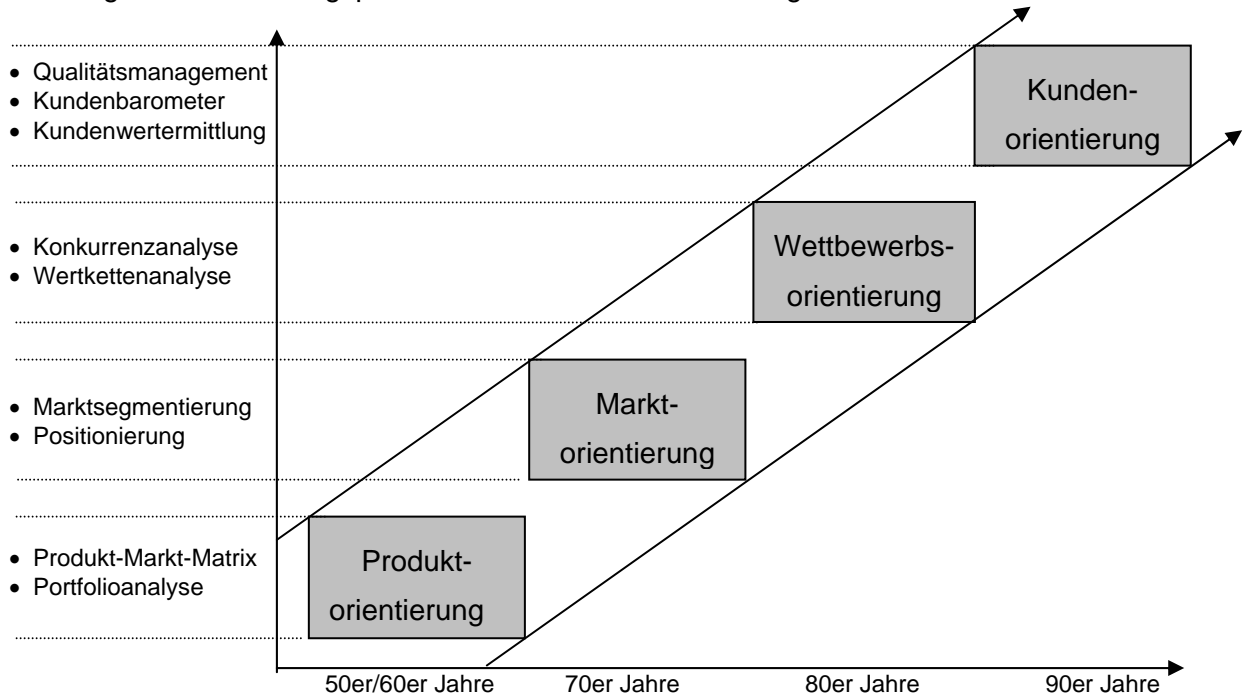 • Qualitätsmanagement
• Kundenbarometer
• Kundenwertermittlung
Kunden-
orientierung
• Konkurrenzanalyse
• Wertkettenanalyse
Wettbewerbs-
orientierung
• Marktsegmentierung
• Positionierung
Markt-
orientierung
• Produkt-Markt-Matrix
• Portfolioanalyse
Produkt-
orientierung
50er/60er Jahre 70er Jahre 80er Jahre 90er Jahre